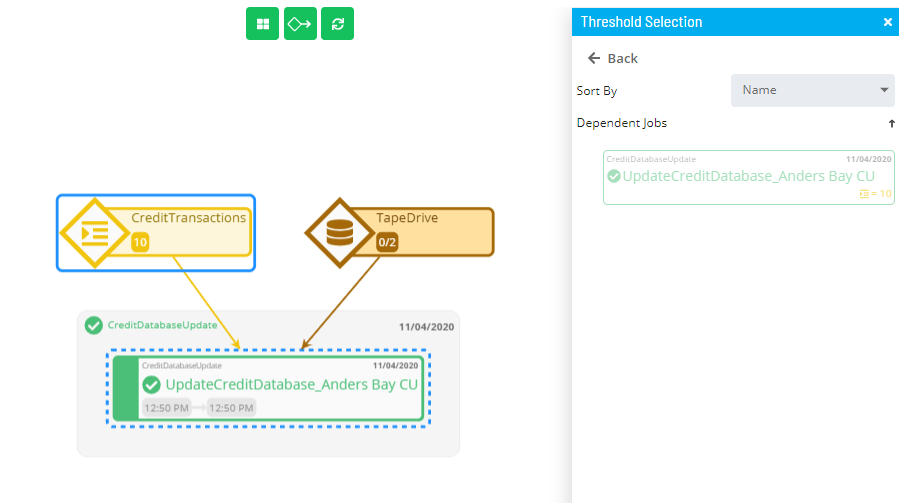 Threshold Selection
Back
Sort By
Name
Dependent Jobs
CreditDatabaseUpdate 11/04/2020
UpdateCreditDatabase_Anders Bay CU
= 10
CreditTransactions
10
TapeDrive
0/2
CreditDatabaseUpdate 11/04/2020
CreditDatabaseUpdate 11/04/2020
UpdateCreditDatabase_Anders Bay CU
12:50 PM 12:50 PM